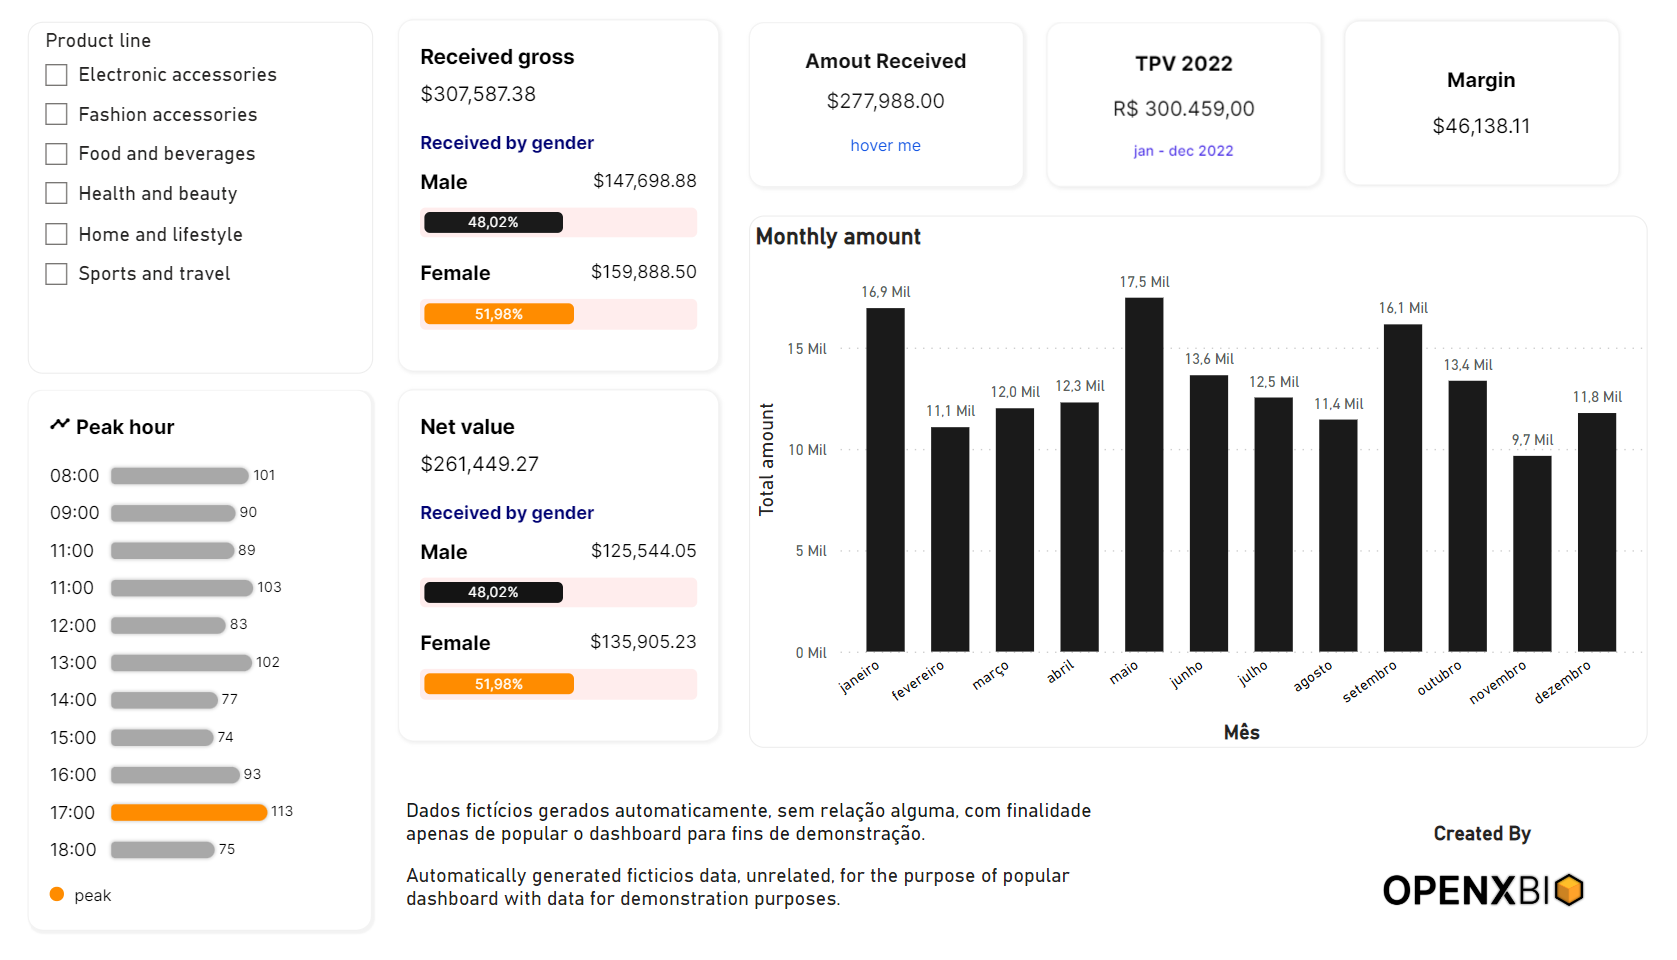 Product line
Electronic accessories
Fashion accessories
Food and beverages
Health and beauty
Home and lifestyle
Sports and travel
Received gross
$307,587.38
Received by gender
Male $147,698.88
48,02%
Female $159,888.50
51,98%
Amout Received
$277,988.00
hover me
TPV 2022
R$ 300.459,00
jan - dec 2022
Margin
$46,138.11
Peak hour
08:00 101
09:00 90
11:00 89
11:00 103
12:00 83
13:00 102
14:00 77
15:00 74
16:00 93
17:00 113
18:00 75
peak
Net value
$261,449.27
Received by gender
Male $125,544.05
48,02%
Female $135,905.23
51,98%
Monthly amount
Total amount
15 Mil
10 Mil
5 Mil
0 Mil
16,9 Mil
11,1 Mil
12,0 Mil
12,3 Mil
17,5 Mil
13,6 Mil
12,5 Mil
11,4 Mil
16,1 Mil
13,4 Mil
9,7 Mil
11,8 Mil
janeiro
fevereiro
março
abril
maio
junho
julho
agosto
setembro
outubro
novembro
dezembro
Mês
Dados fictícios gerados automaticamente, sem relação alguma, com finalidade
apenas de popular o dashboard para fins de demonstração.
Automatically generated ficticios data, unrelated, for the purpose of popular
dashboard with data for demonstration purposes.
Created By
OPENXBI